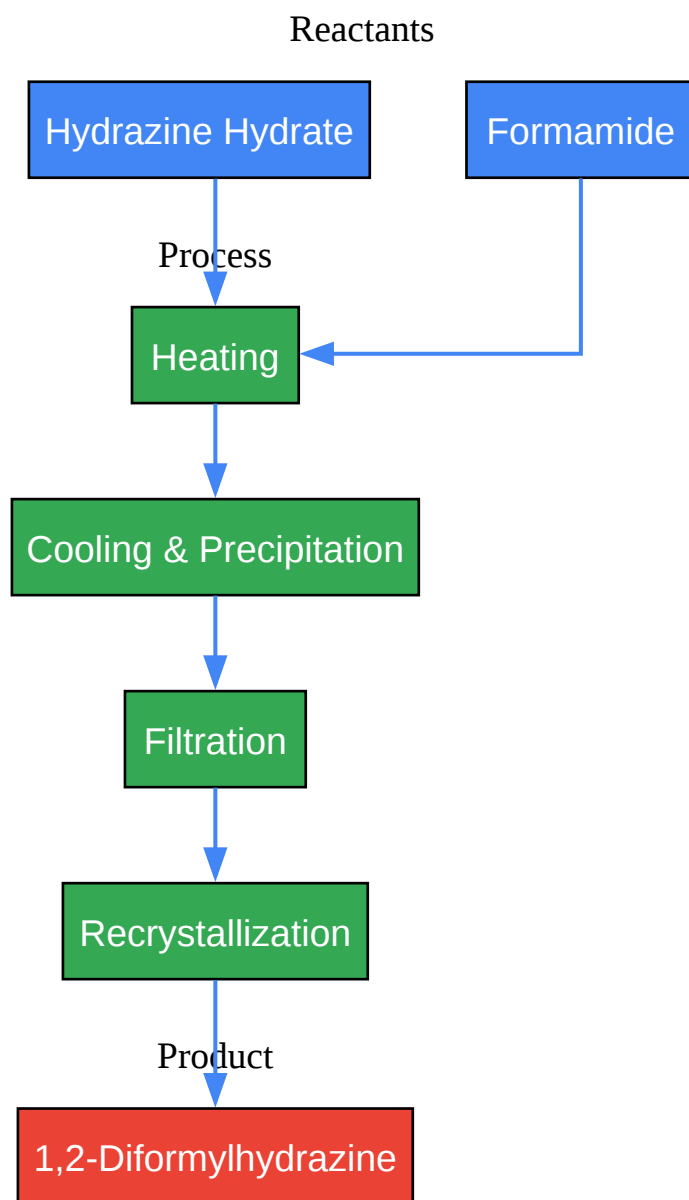 Reactants
Hydrazine Hydrate
Formamide
Process
Heating
Cooling & Precipitation
Filtration
Recrystallization
Product
1,2-Diformylhydrazine